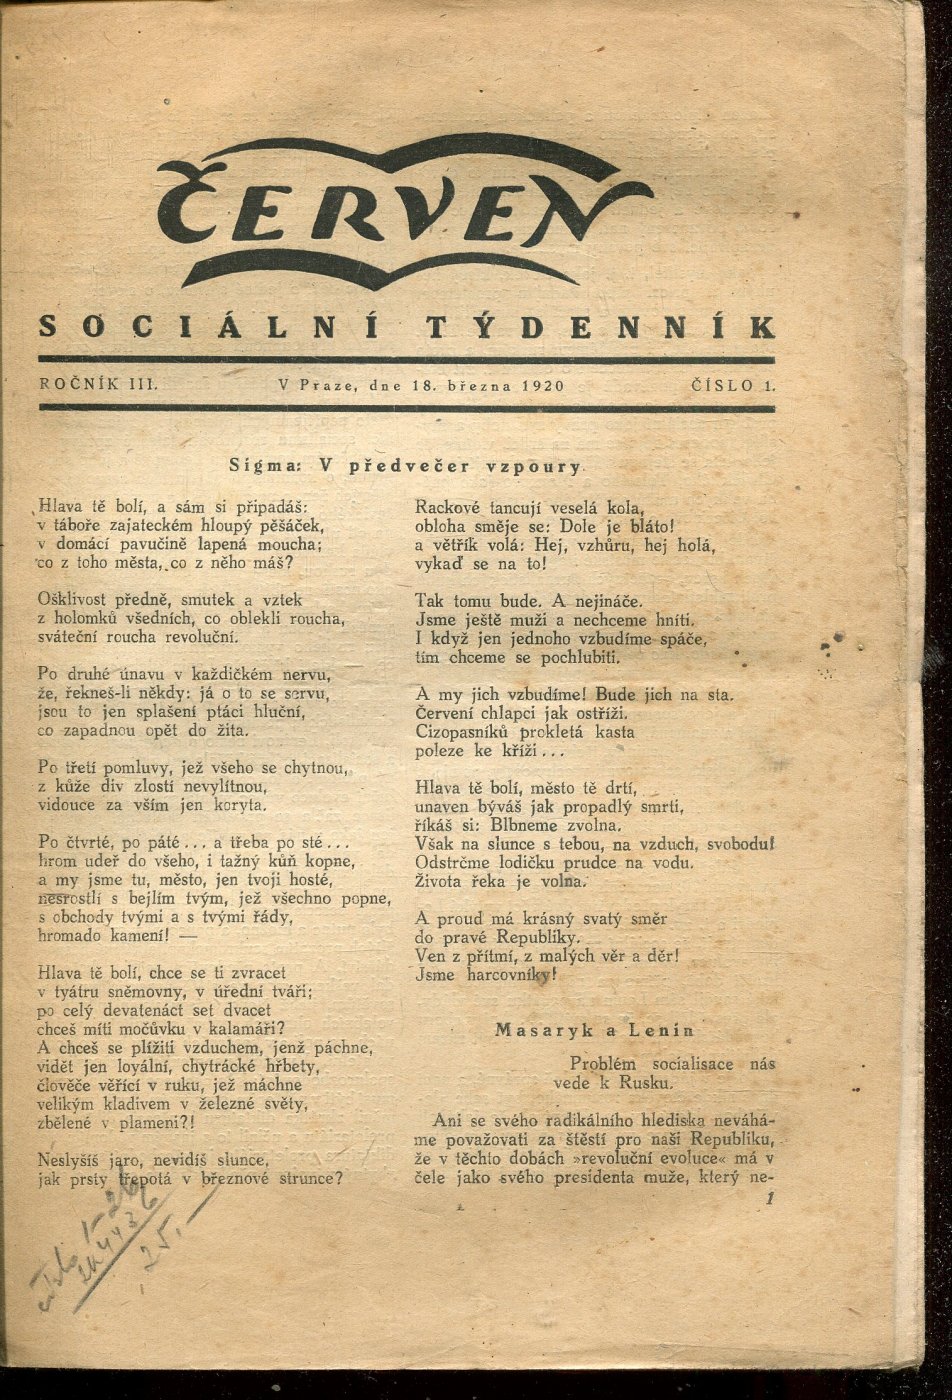 ČERVEN
SOCIÁLNÍ TÝDENNÍK
ROČNÍK III. V Praze, dne 18. března 1920 ČÍSLO 1.
Sigma: V předvečer vzpoury
Hlava tě bolí, a sám si připadáš:
v táboře zajateckém hloupý pěšáček,
v domácí pavučině lapená moucha;
co z toho města, co z něho máš?
Ošklivost předně, smutek a vztek
z holomků všedních, co oblekli roucha,
sváteční roucha revoluční.
Po druhé únavu v každičkém nervu,
že, řekneš-li někdy: já o to se servu,
jsou to jen splašení ptáci hluční,
co zapadnou opět do žita.
Po třetí pomluvy, jež všeho se chytnou,
z kůže div zlostí nevylítnou,
vidouce za vším jen koryta.
Po čtvrté, po páté... a třeba po sté...
hrom udeř do všeho, i tažný kůň kopne,
a my jsme tu, město, jen tvoji hosté,
nesrostlí s bejlím tvým, jež všechno popne,
s obchody tvými a s tvými řády,
hromado kamení! —
Hlava tě bolí, chce se ti zvracet
v tyátru sněmovny, v úřední tváři;
po celý devatenáct set dvacet
chceš míti močůvku v kalamáři?
A chceš se plížiti vzduchem, jenž páchne,
vidět jen loyální, chytrácké hřbety,
člověče věřící v ruku, jež máchne
velikým kladivem v železné světy,
zbělené v plameni?!
Neslyšíš jaro, nevidíš slunce,
jak prsty třepotá v březnové strunce?
Rackové tancují veselá kola,
obloha směje se: Dole je bláto!
a větřík volá: Hej, vzhůru, hej holá,
vykaď se na to!
Tak tomu bude. A nejináče.
Jsme ještě muži a nechceme hníti.
I když jen jednoho vzbudíme spáče,
tím chceme se pochlubiti.
A my jich vzbudíme! Bude jich na sta.
Červení chlapci jak ostříži.
Cizopasníků prokletá kasta
poleze ke kříži...
Hlava tě bolí, město tě drtí,
unaven býváš jak propadlý smrti,
říkáš si: Blbneme zvolna.
Však na slunce s tebou, na vzduch, svobodu!
Odstrčme lodičku prudce na vodu.
Života řeka je volna.
A proud má krásný svatý směr
do pravé Republiky.
Ven z přítmí, z malých věr a děr!
Jsme harcovníky!
Masaryk a Lenin
Problém socialisace nás
vede k Rusku.
Ani se svého radikálního hlediska neváhá-
me považovati za štěstí pro naši Republiku,
že v těchto dobách »revoluční evoluce« má v
čele jako svého presidenta muže, který ne-
1
1-26
25.—